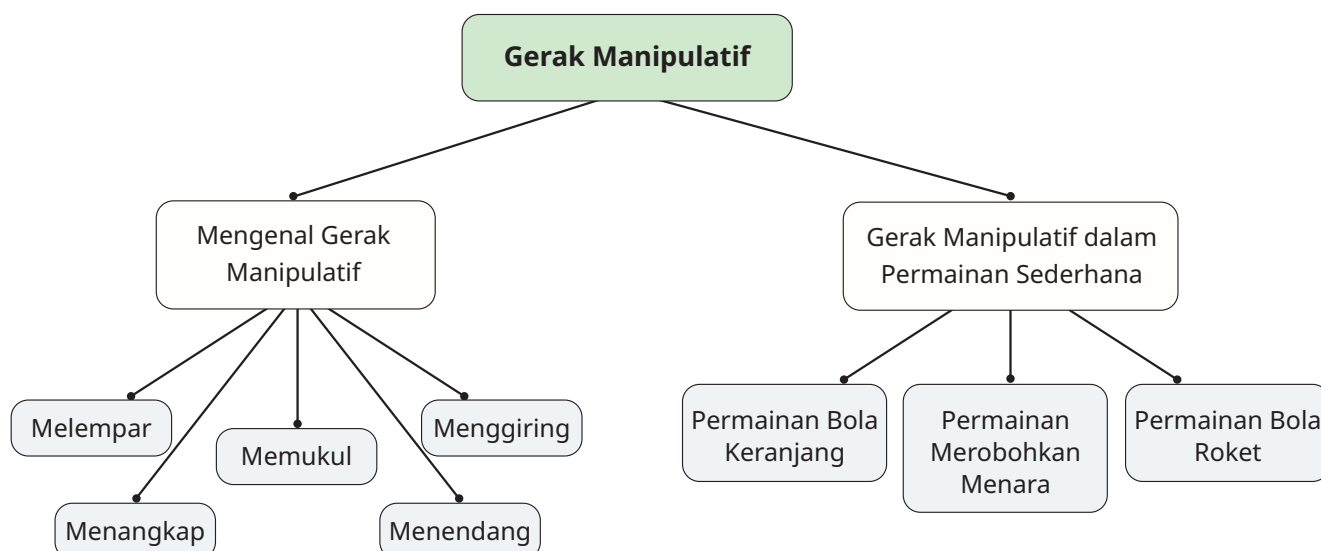 Gerak Manipulatif
Mengenal Gerak
Manipulatif
Gerak Manipulatif dalam
Permainan Sederhana
Melempar
Menangkap
Memukul
Menendang
Menggiring
Permainan Bola
Keranjang
Permainan
Merobohkan
Menara
Permainan Bola
Roket